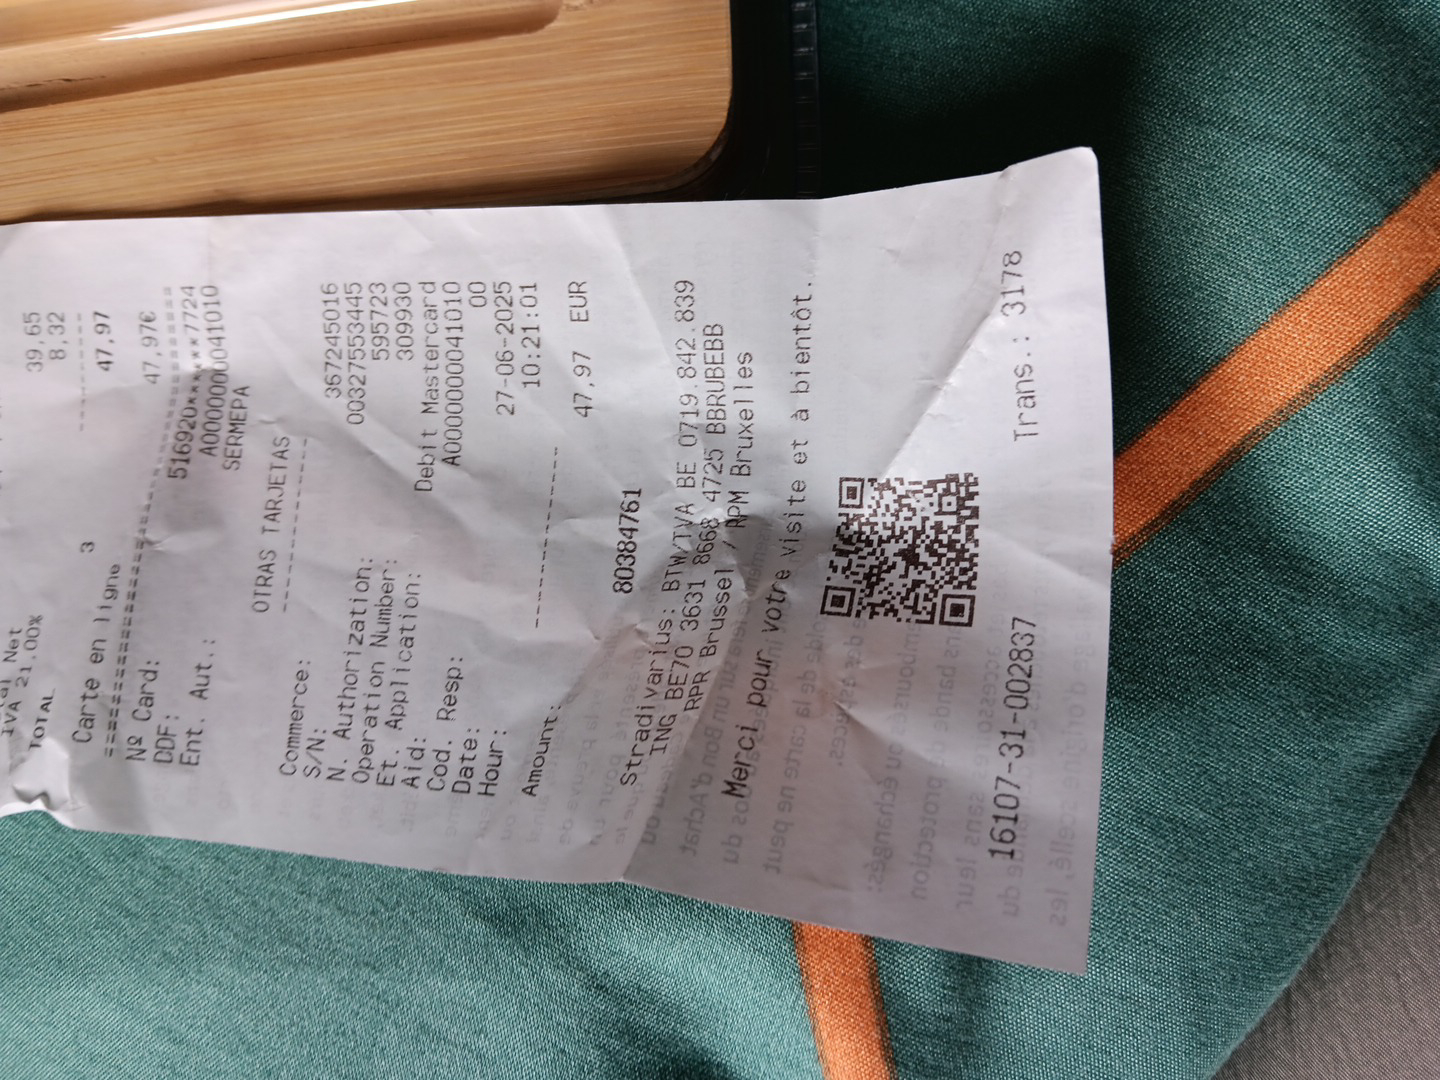 Total Net 39,65
IVA 21.00% 8,32
TOTAL 47,97
Carte en ligne 3 47,97€
Nº Card: 516920******7724
DDF: A0000000041010
Ent. Aut.: SERMEPA
OTRAS TARJETAS
Commerce: 367245016
S/N: 00327553445
N. Authorization: 595723
Operation Number: 309930
Et. Application: Debit Mastercard
Aid: A0000000041010
Cod. Resp: 00
Date: 27-06-2025
Hour: 10:21:01
Amount: 47,97 EUR
80384761
Stradivarius: BTW/TVA BE 0719.842.839
ING BE70 3631 8668 4725 BBRUBEBB
RPR Brussel / RPM Bruxelles
Merci pour votre visite et à bientôt.
16107-31-002837 Trans.: 3178